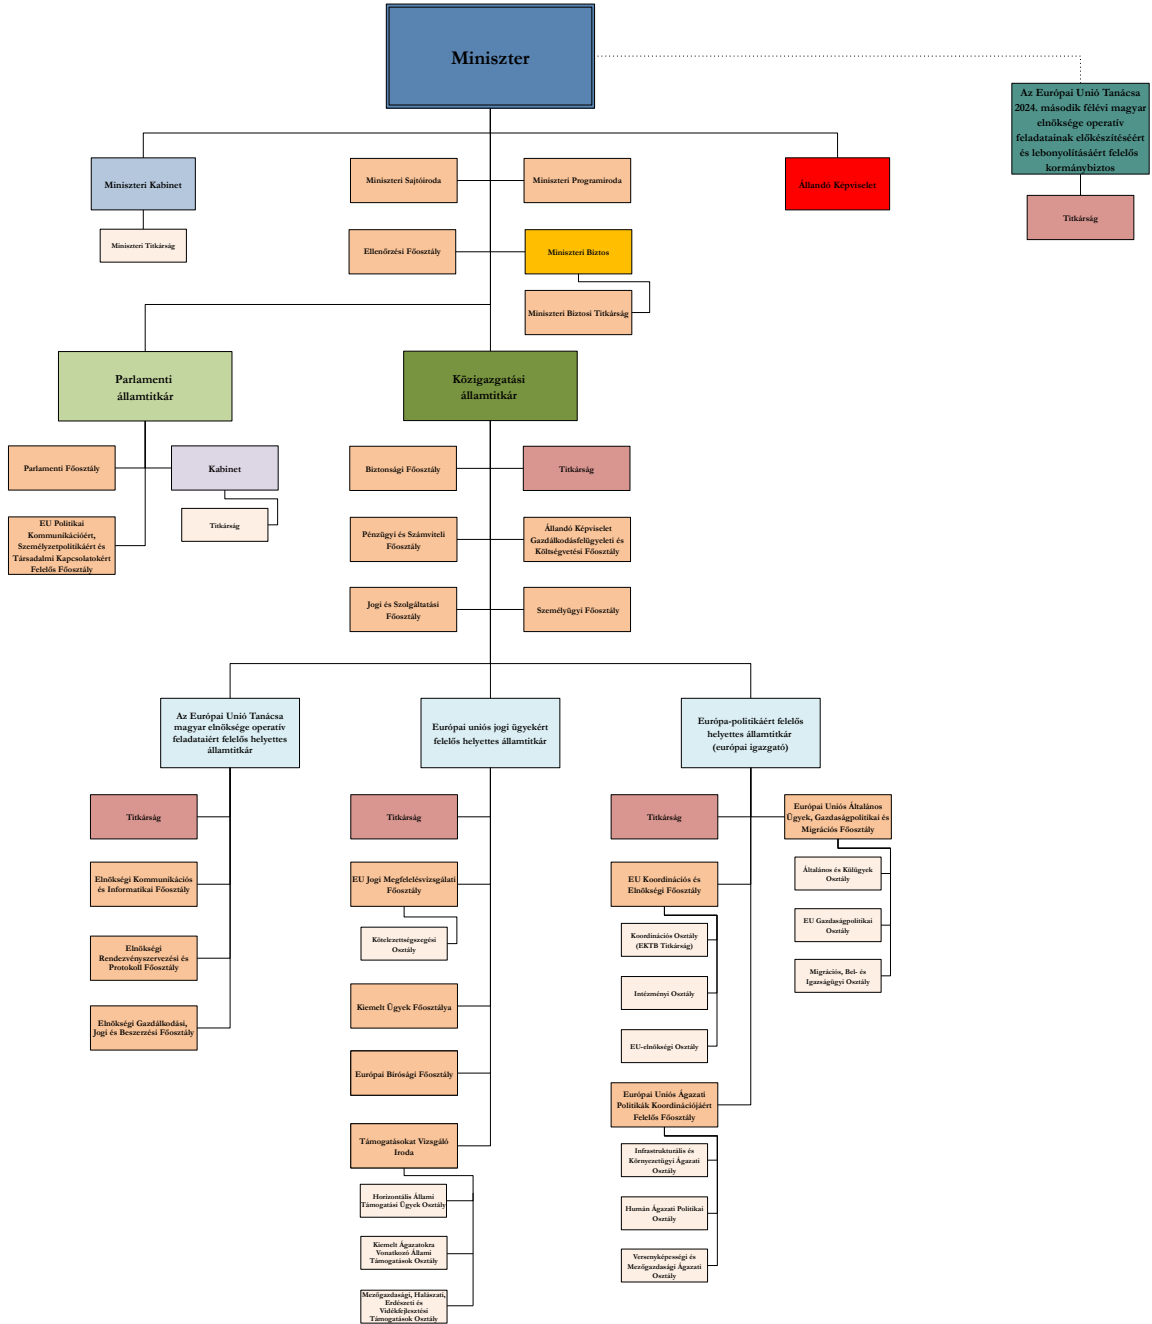 Miniszter
Az Európai Unió Tanácsa
2024. második félévi magyar
elnöksége operatív
feladatainak előkészítéséért
és lebonyolításáért felelős
kormánybiztos
Titkárság
Miniszteri Kabinet
Miniszteri Titkárság
Miniszteri Sajtóiroda
Miniszteri Programiroda
Állandó Képviselet
Ellenőrzési Főosztály
Miniszteri Biztos
Miniszteri Biztosi Titkárság
Parlamenti
államtitkár
Közigazgatási
államtitkár
Parlamenti Főosztály
Kabinet
Titkárság
EU Politikai
Kommunikációért,
Személyzetpolitikáért és
Társadalmi Kapcsolatokért
Felelős Főosztály
Biztonsági Főosztály
Titkárság
Pénzügyi és Számviteli
Főosztály
Állandó Képviselet
Gazdálkodásfelügyeleti és
Költségvetési Főosztály
Jogi és Szolgáltatási
Főosztály
Személyügyi Főosztály
Az Európai Unió Tanácsa
magyar elnöksége operatív
feladataiért felelős helyettes
államtitkár
Titkárság
Elnökségi Kommunikációs
és Informatikai Főosztály
Elnökségi
Rendezvényszervezési és
Protokoll Főosztály
Elnökségi Gazdálkodási,
Jogi és Beszerzési Főosztály
Európai uniós jogi ügyekért
felelős helyettes államtitkár
Titkárság
EU Jogi Megfelelésvizsgálati
Főosztály
Kötelezettségszegési
Osztály
Kiemelt Ügyek Főosztálya
Európai Bírósági Főosztály
Támogatásokat Vizsgáló
Iroda
Horizontális Állami
Támogatási Ügyek Osztály
Kiemelt Ágazatokra
Vonatkozó Állami
Támogatások Osztály
Mezőgazdasági, Halászati,
Erdészeti és
Vidékfejlesztési
Támogatások Osztály
Európa-politikáért felelős
helyettes államtitkár
(európai igazgató)
Titkárság
EU Koordinációs és
Elnökségi Főosztály
Koordinációs Osztály
(EKTB Titkárság)
Intézményi Osztály
EU-elnökségi Osztály
Európai Uniós Ágazati
Politikák Koordinációjáért
Felelős Főosztály
Infrastrukturális és
Környezetügyi Ágazati
Osztály
Humán Ágazati Politikai
Osztály
Versenyképességi és
Mezőgazdasági Ágazati
Osztály
Európai Uniós Általános
Ügyek, Gazdaságpolitikai és
Migrációs Főosztály
Általános és Külügyek
Osztály
EU Gazdaságpolitikai
Osztály
Migrációs, Bel- és
Igazságügyi Osztály